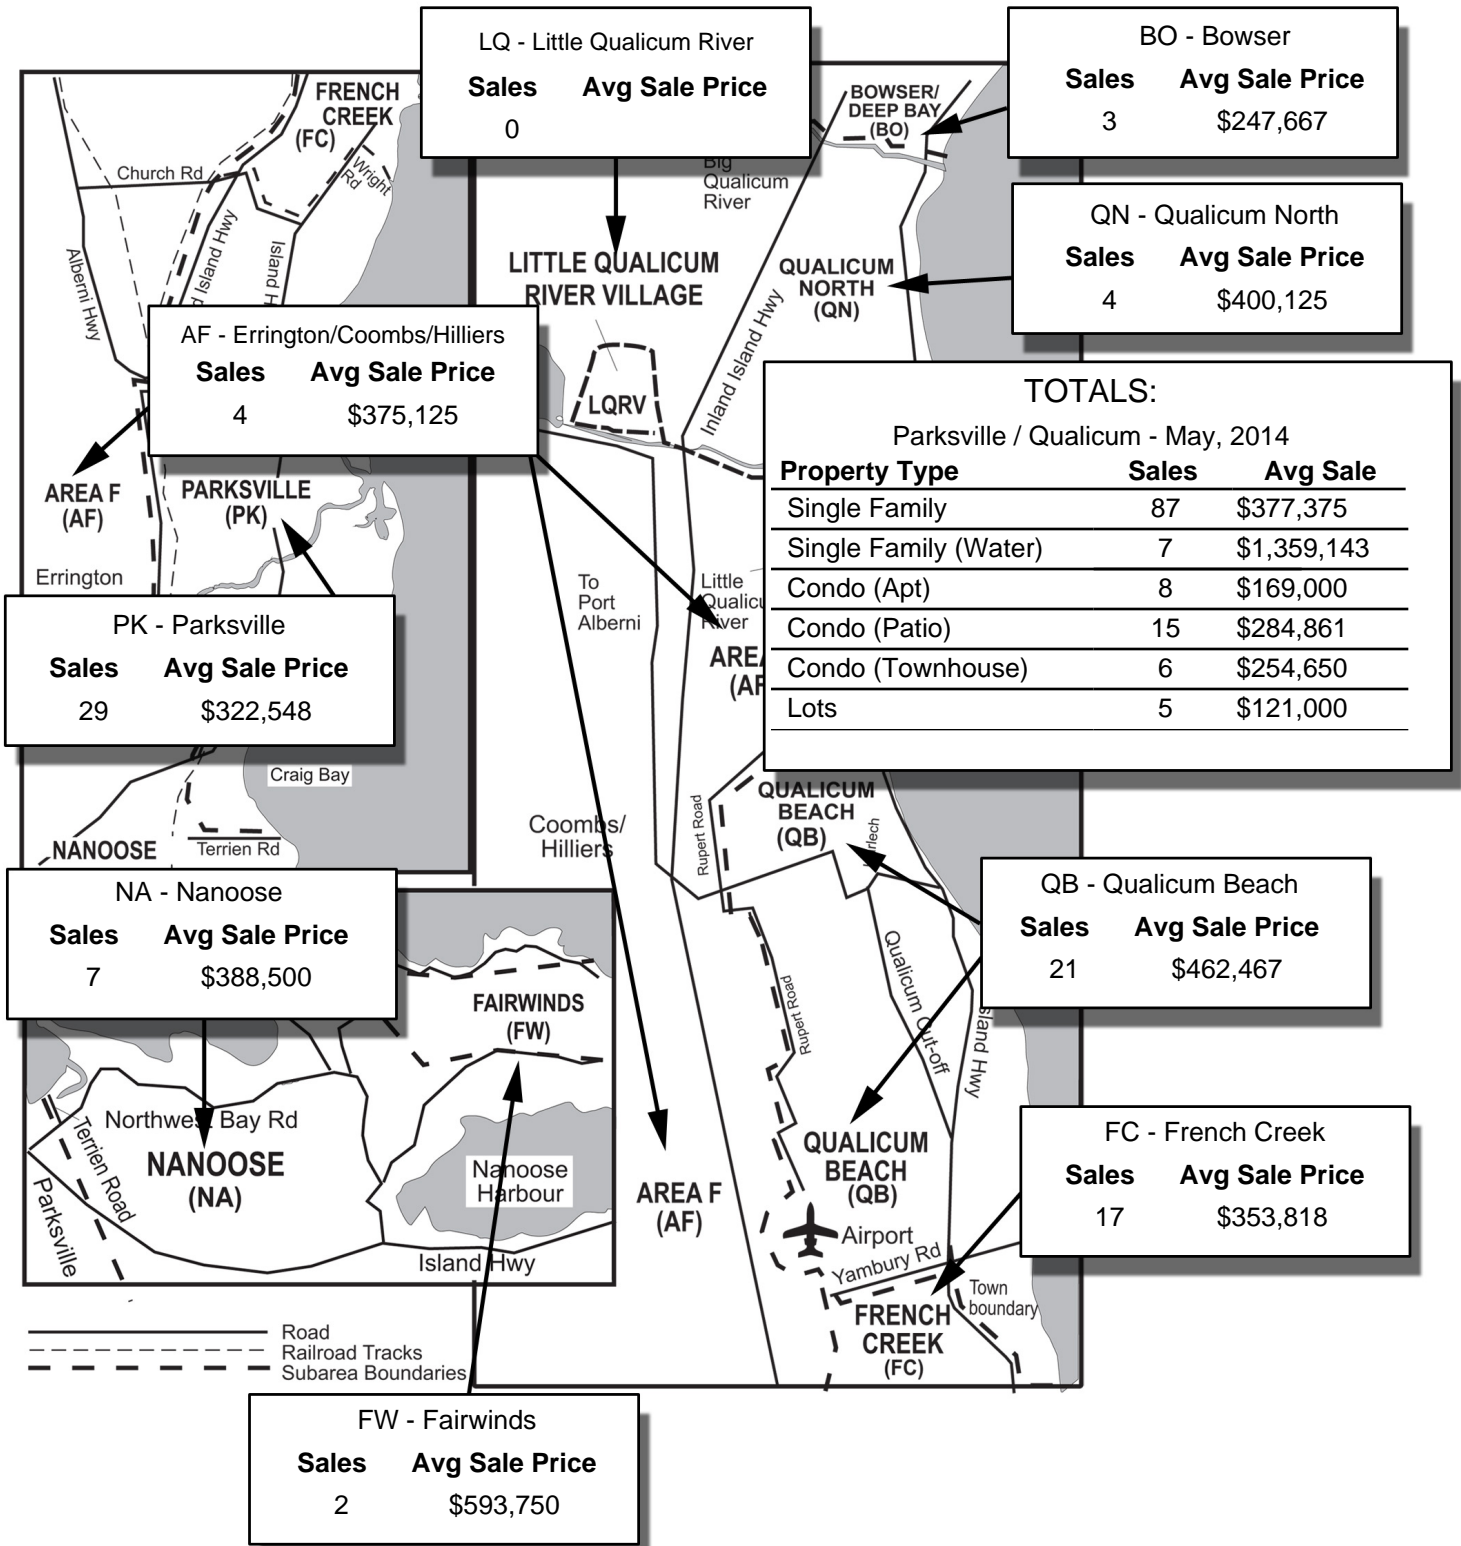 LQ - Little Qualicum River
Sales Avg Sale Price
0
BO - Bowser
Sales Avg Sale Price
3 $247,667
FRENCH
CREEK
(FC)
BOWSER/
DEEP BAY
(BO)
Church Rd
Wright
Rd
Big
Qualicum
River
QN - Qualicum North
Sales Avg Sale Price
4 $400,125
Alberni Hwy
Island Hwy
LITTLE QUALICUM
RIVER VILLAGE
QUALICUM
NORTH
(QN)
Inland Island Hwy
AF - Errington/Coombs/Hilliers
Sales Avg Sale Price
4 $375,125
LQRV
TOTALS:
Parksville / Qualicum - May, 2014
Property Type Sales Avg Sale
Single Family 87 $377,375
Single Family (Water) 7 $1,359,143
Condo (Apt) 8 $169,000
Condo (Patio) 15 $284,861
Condo (Townhouse) 6 $254,650
Lots 5 $121,000
AREA F
(AF)
PARKSVILLE
(PK)
Errington
To
Port
Alberni
Little
River
PK - Parksville
Sales Avg Sale Price
29 $322,548
Craig Bay
Terrien Rd
NANOOSE
Coombs/
Hilliers
Rupert Road
QUALICUM
BEACH
(QB)
NA - Nanoose
Sales Avg Sale Price
7 $388,500
QB - Qualicum Beach
Sales Avg Sale Price
21 $462,467
Qualicum Cut-off
Rupert Road
Hwy
FAIRWINDS
(FW)
Northwest Bay Rd
Terrien Road
Parksville
NANOOSE
(NA)
Nanoose
Harbour
Island Hwy
AREA F
(AF)
QUALICUM
BEACH
(QB)
Airport
Yambury Rd
FC - French Creek
Sales Avg Sale Price
17 $353,818
Town
boundary
FRENCH
CREEK
(FC)
Road
Railroad Tracks
Subarea Boundaries
FW - Fairwinds
Sales Avg Sale Price
2 $593,750